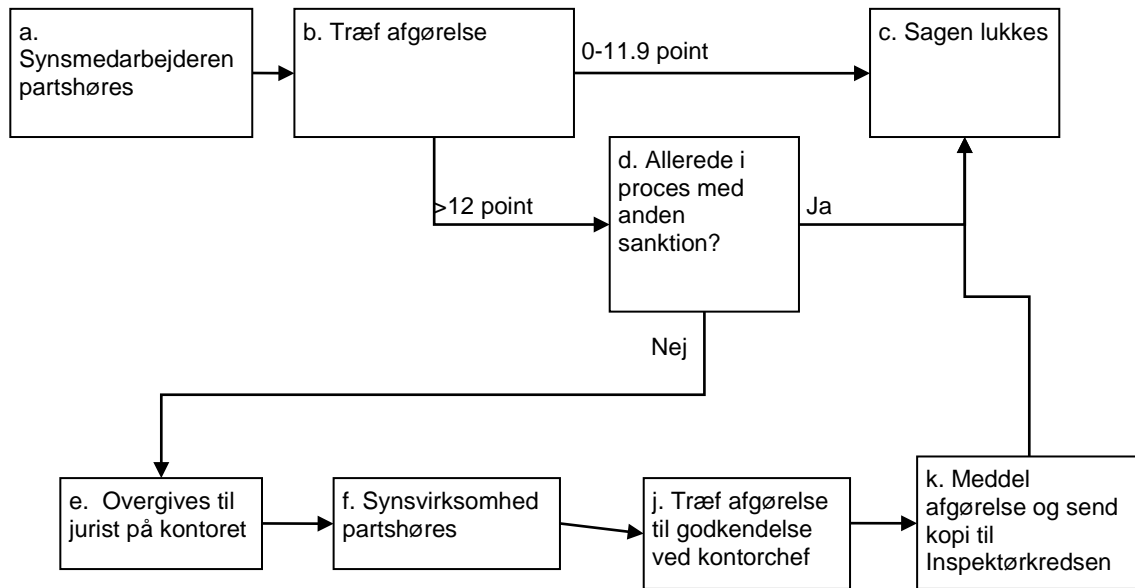 a.
Synsmedarbejderen
partshøres
b. Træf afgørelse
0-11.9 point
c. Sagen lukkes
>12 point
d. Allerede i
proces med
anden
sanktion?
Ja
Nej
e.  Overgives til
jurist på kontoret
f. Synsvirksomhed
partshøres
j. Træf afgørelse
til godkendelse
ved kontorchef
k. Meddel
afgørelse og send
kopi til
Inspektørkredsen